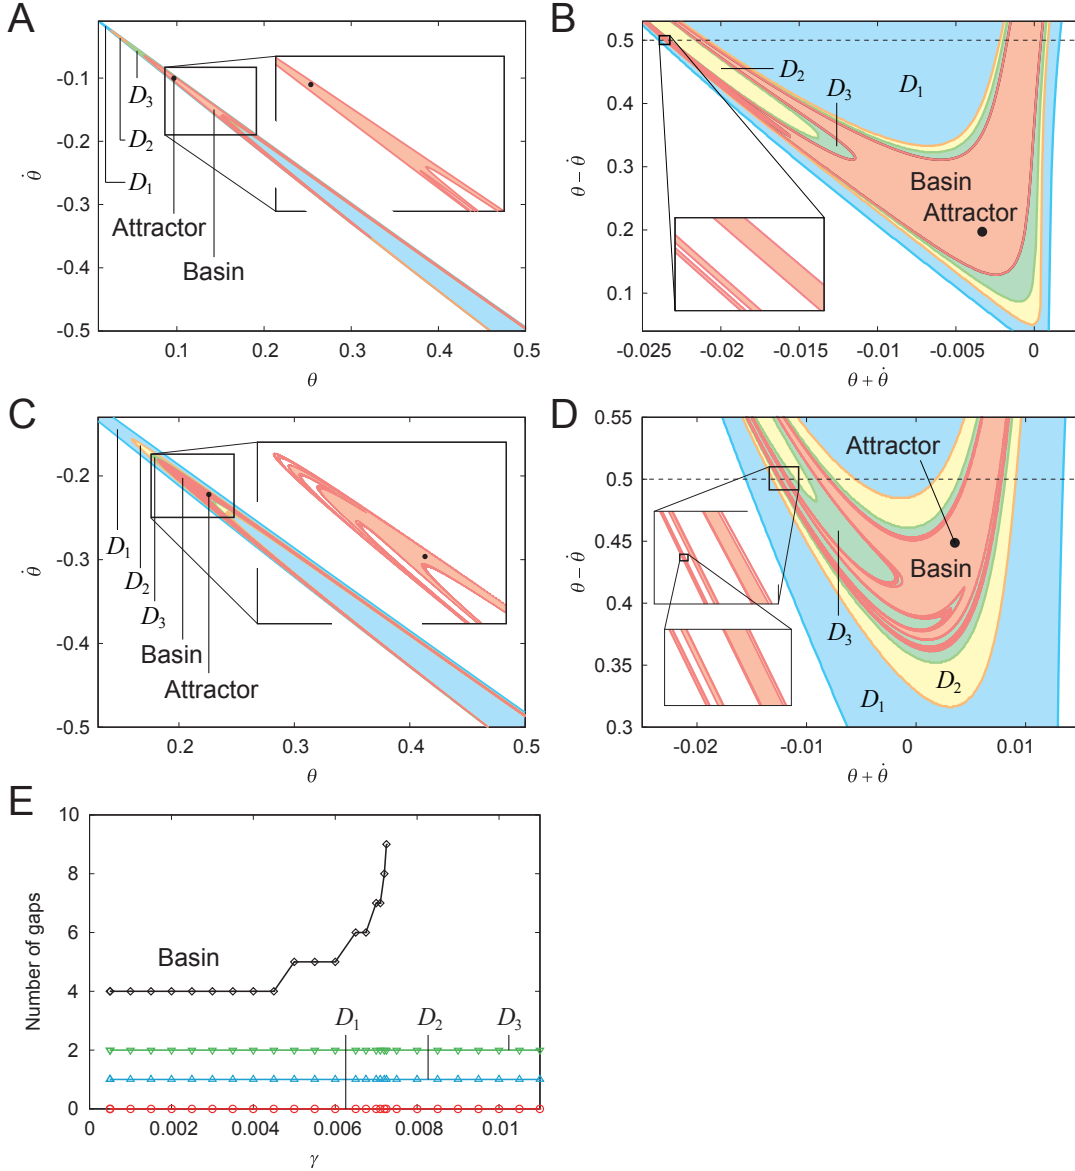 A
-0.1
-0.2
-0.3
-0.4
-0.5
0.1
0.2
0.3
0.4
0.5
θ
θ̇
D3
D2
D1
Attractor
Basin
B
0.5
0.4
0.3
0.2
0.1
-0.025
-0.02
-0.015
-0.01
-0.005
0
θ + θ̇
θ − θ̇
D2
D3
D1
Basin
Attractor
C
-0.2
-0.3
-0.4
-0.5
0.2
0.3
0.4
0.5
θ
θ̇
D1
D2
D3
Basin
Attractor
D
0.55
0.5
0.45
0.4
0.35
0.3
-0.02
-0.01
0
0.01
θ + θ̇
θ − θ̇
Attractor
Basin
D3
D2
D1
E
10
8
6
4
2
0
Number of gaps
0
0.002
0.004
0.006
0.008
0.01
γ
Basin
D1
D2
D3